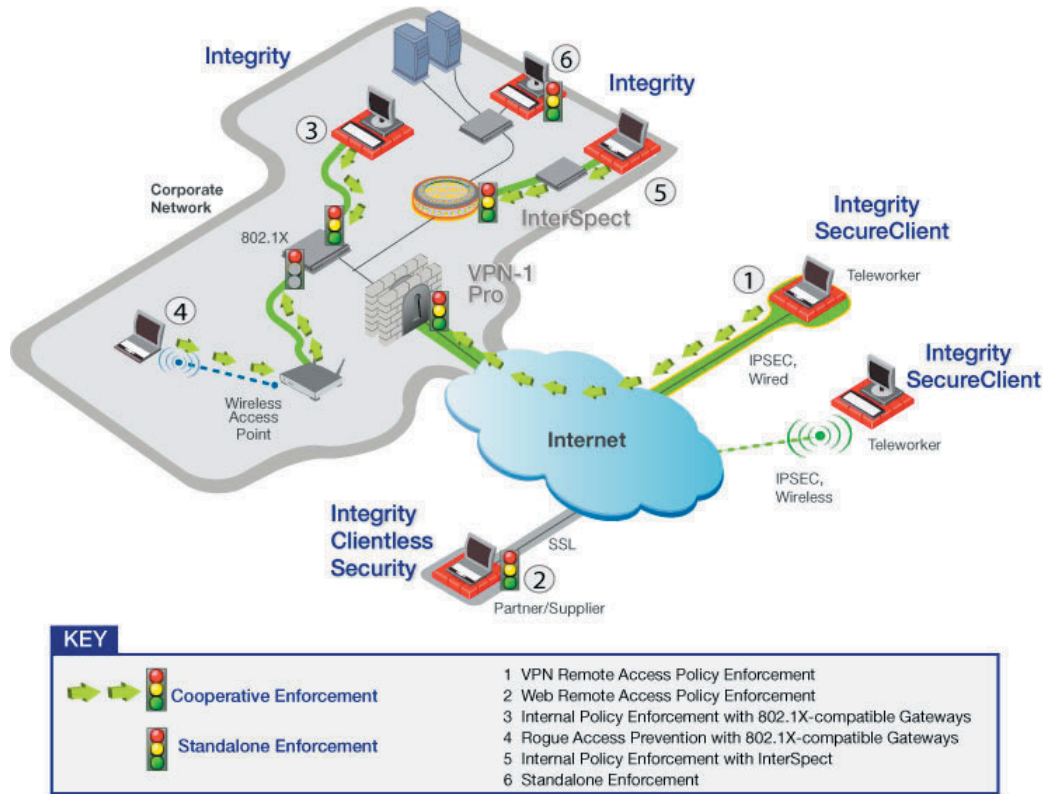 Integrity
6
Integrity
3
Corporate
Network
5
InterSpect
802.1X
Integrity
SecureClient
VPN-1
Pro
1
Teleworker
4
IPSEC,
Wired
Integrity
SecureClient
Wireless
Access
Point
Internet
Teleworker
IPSEC,
Wireless
Integrity
Clientless
Security
SSL
2
Partner/Supplier
KEY
Cooperative Enforcement
Standalone Enforcement
1 VPN Remote Access Policy Enforcement
2 Web Remote Access Policy Enforcement
3 Internal Policy Enforcement with 802.1X-compatible Gateways
4 Rogue Access Prevention with 802.1X-compatible Gateways
5 Internal Policy Enforcement with InterSpect
6 Standalone Enforcement